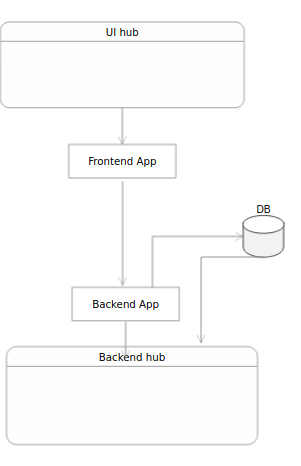 UI hub
Frontend App
DB
Backend App
Backend hub